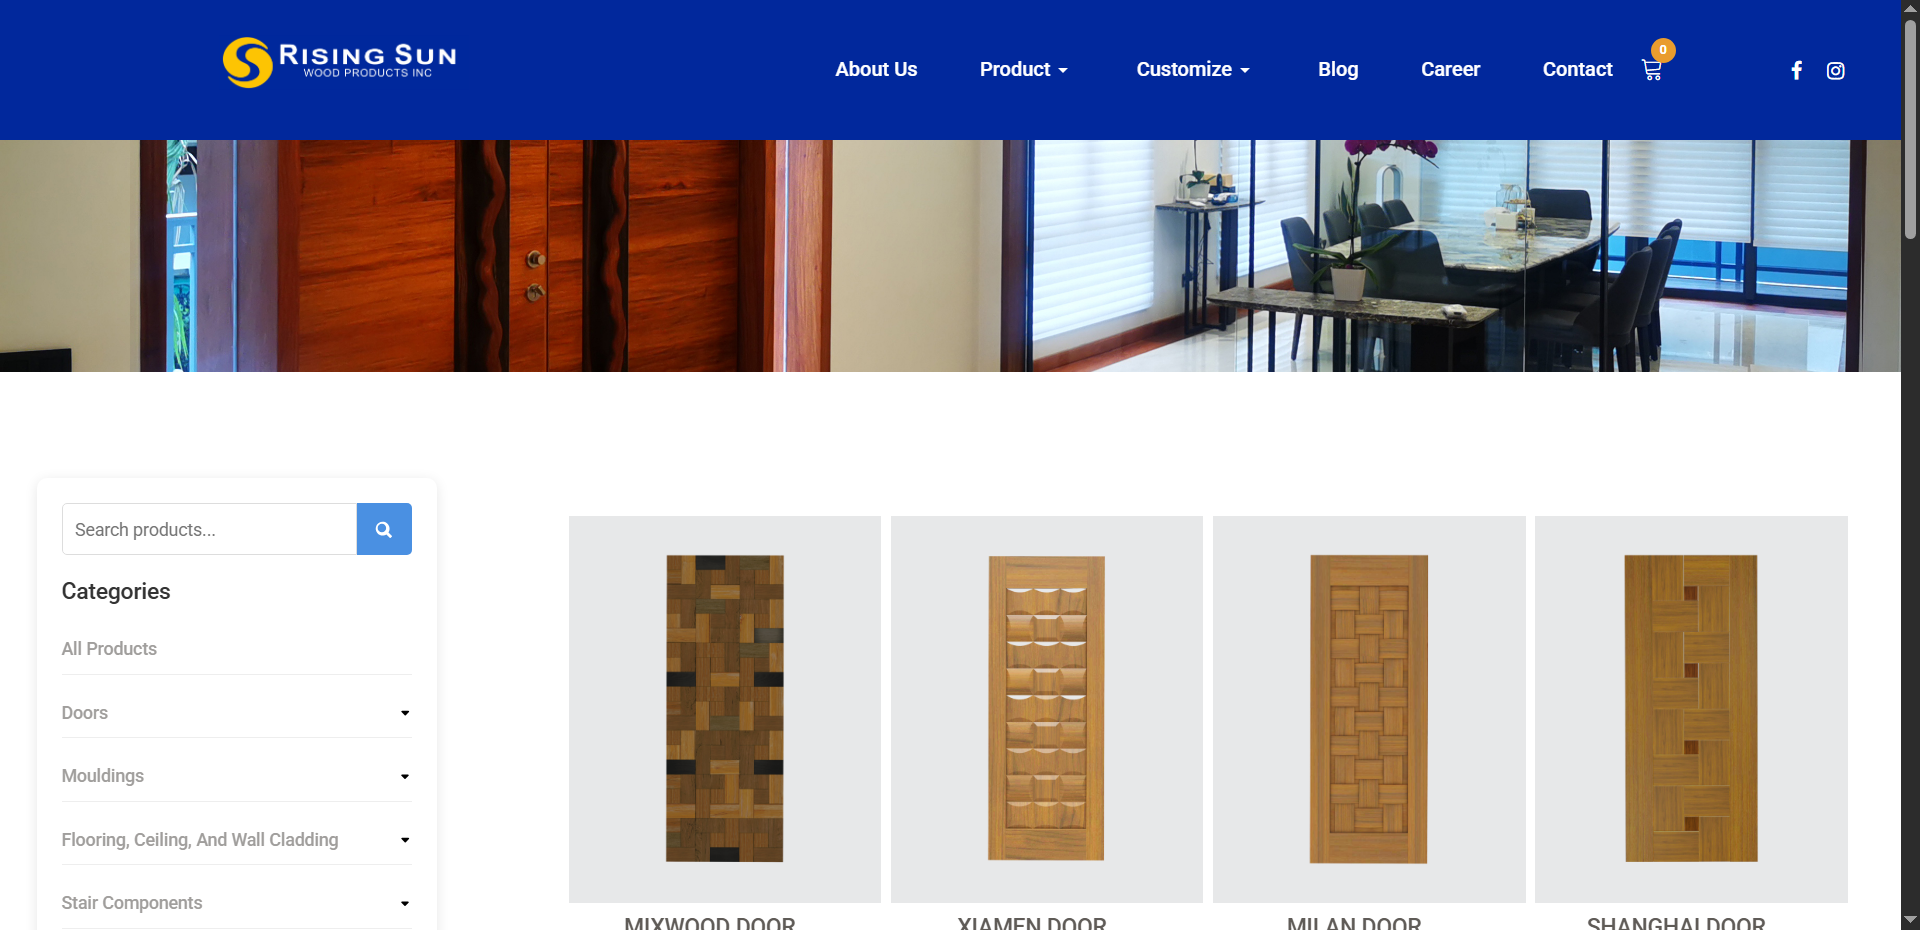 RISING SUN
WOOD PRODUCTS INC
About Us
Product
Customize
Blog
Career
Contact
0
Search products...
Categories
All Products
Doors
Mouldings
Flooring, Ceiling, And Wall Cladding
Stair Components
MIXWOOD DOOR
XIAMEN DOOR
MILAN DOOR
SHANGHAI DOOR